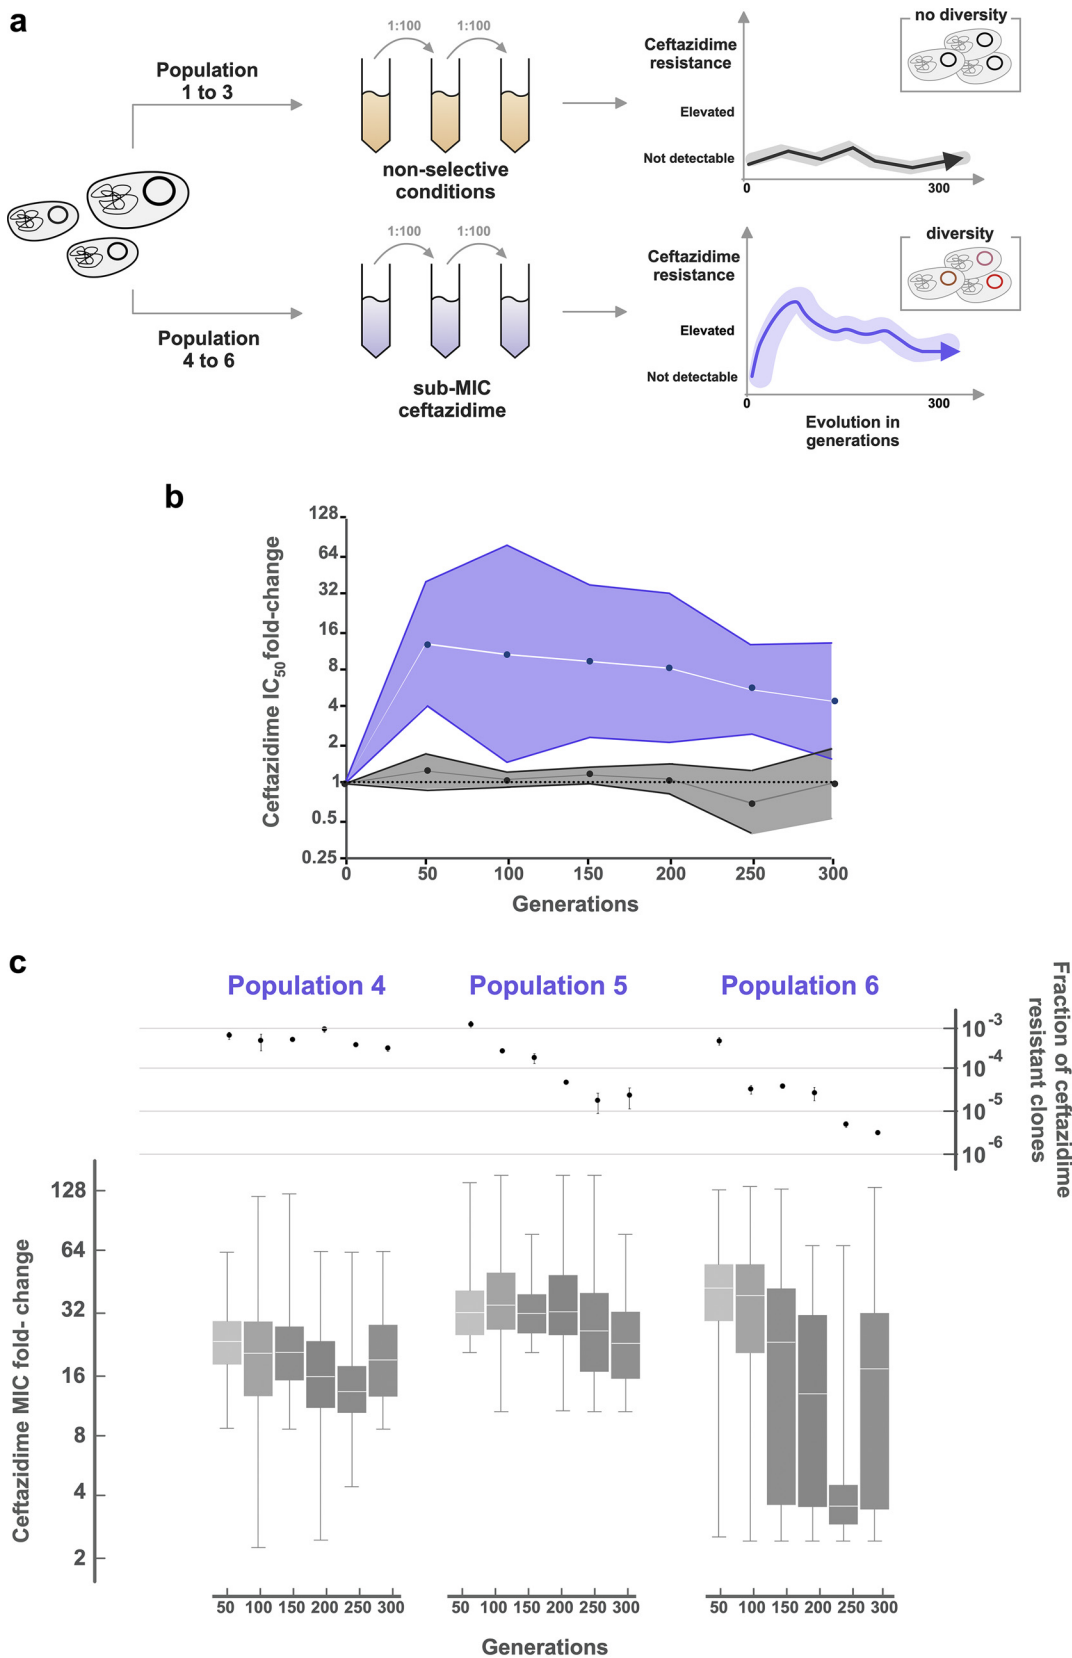 a
Population
1 to 3
1:100
1:100
non-selective
conditions
Ceftazidime
resistance
Elevated
Not detectable
0
300
no diversity
Population
4 to 6
1:100
1:100
sub-MIC
ceftazidime
Ceftazidime
resistance
Elevated
Not detectable
0
300
diversity
Evolution in
generations
b
Ceftazidime IC50 fold-change
128
64
32
16
8
4
2
1
0.5
0.25
0
50
100
150
200
250
300
Generations
c
Population 4
Population 5
Population 6
10-3
10-4
10-5
10-6
Fraction of ceftazidime
resistant clones
Ceftazidime MIC fold- change
128
64
32
16
8
4
2
50 100 150 200 250 300
50 100 150 200 250 300
50 100 150 200 250 300
Generations